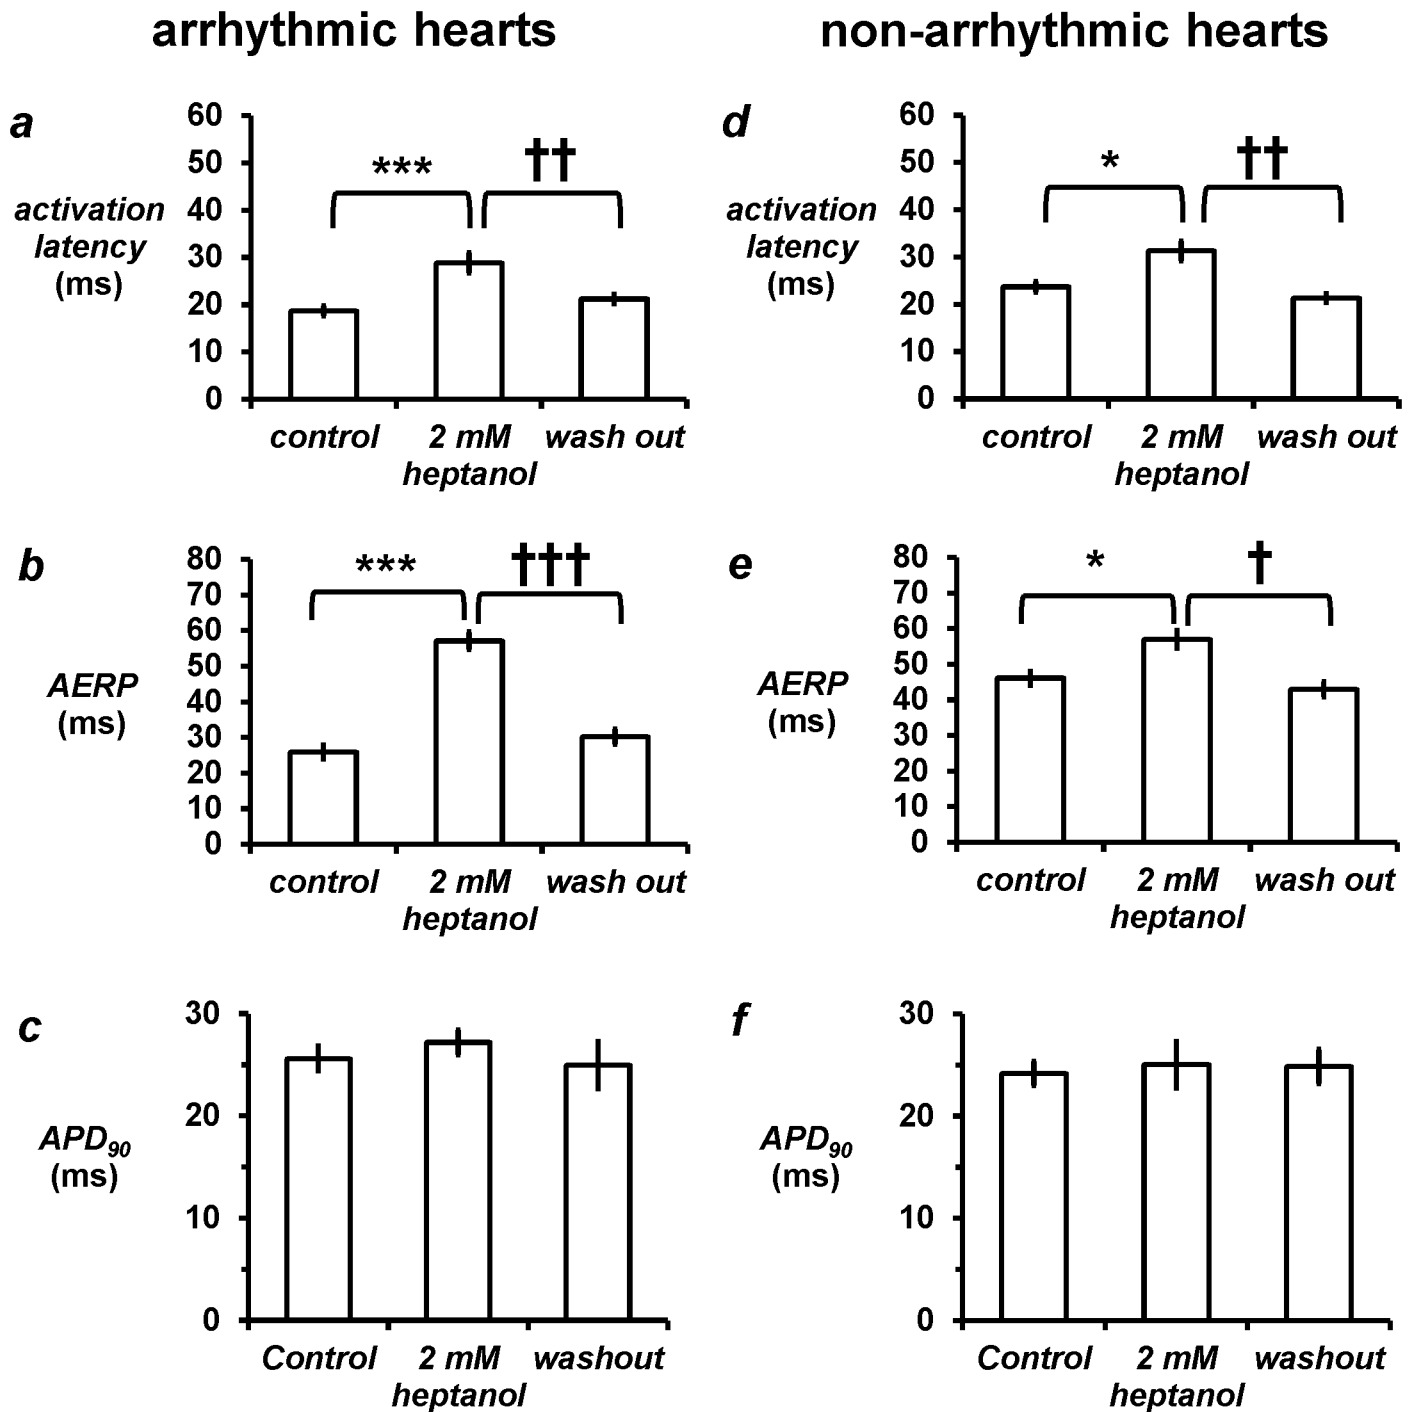 arrhythmic hearts
non-arrhythmic hearts
a
activation
latency
(ms)
60
50
40
30
20
10
0
***
††
control
2 mM
heptanol
wash out
d
activation
latency
(ms)
60
50
40
30
20
10
0
*
††
control
2 mM
heptanol
wash out
b
AERP
(ms)
80
70
60
50
40
30
20
10
0
***
†††
control
2 mM
heptanol
wash out
e
AERP
(ms)
80
70
60
50
40
30
20
10
0
*
†
control
2 mM
heptanol
wash out
c
APD90
(ms)
30
20
10
0
Control
2 mM
heptanol
washout
f
APD90
(ms)
30
20
10
0
Control
2 mM
heptanol
washout